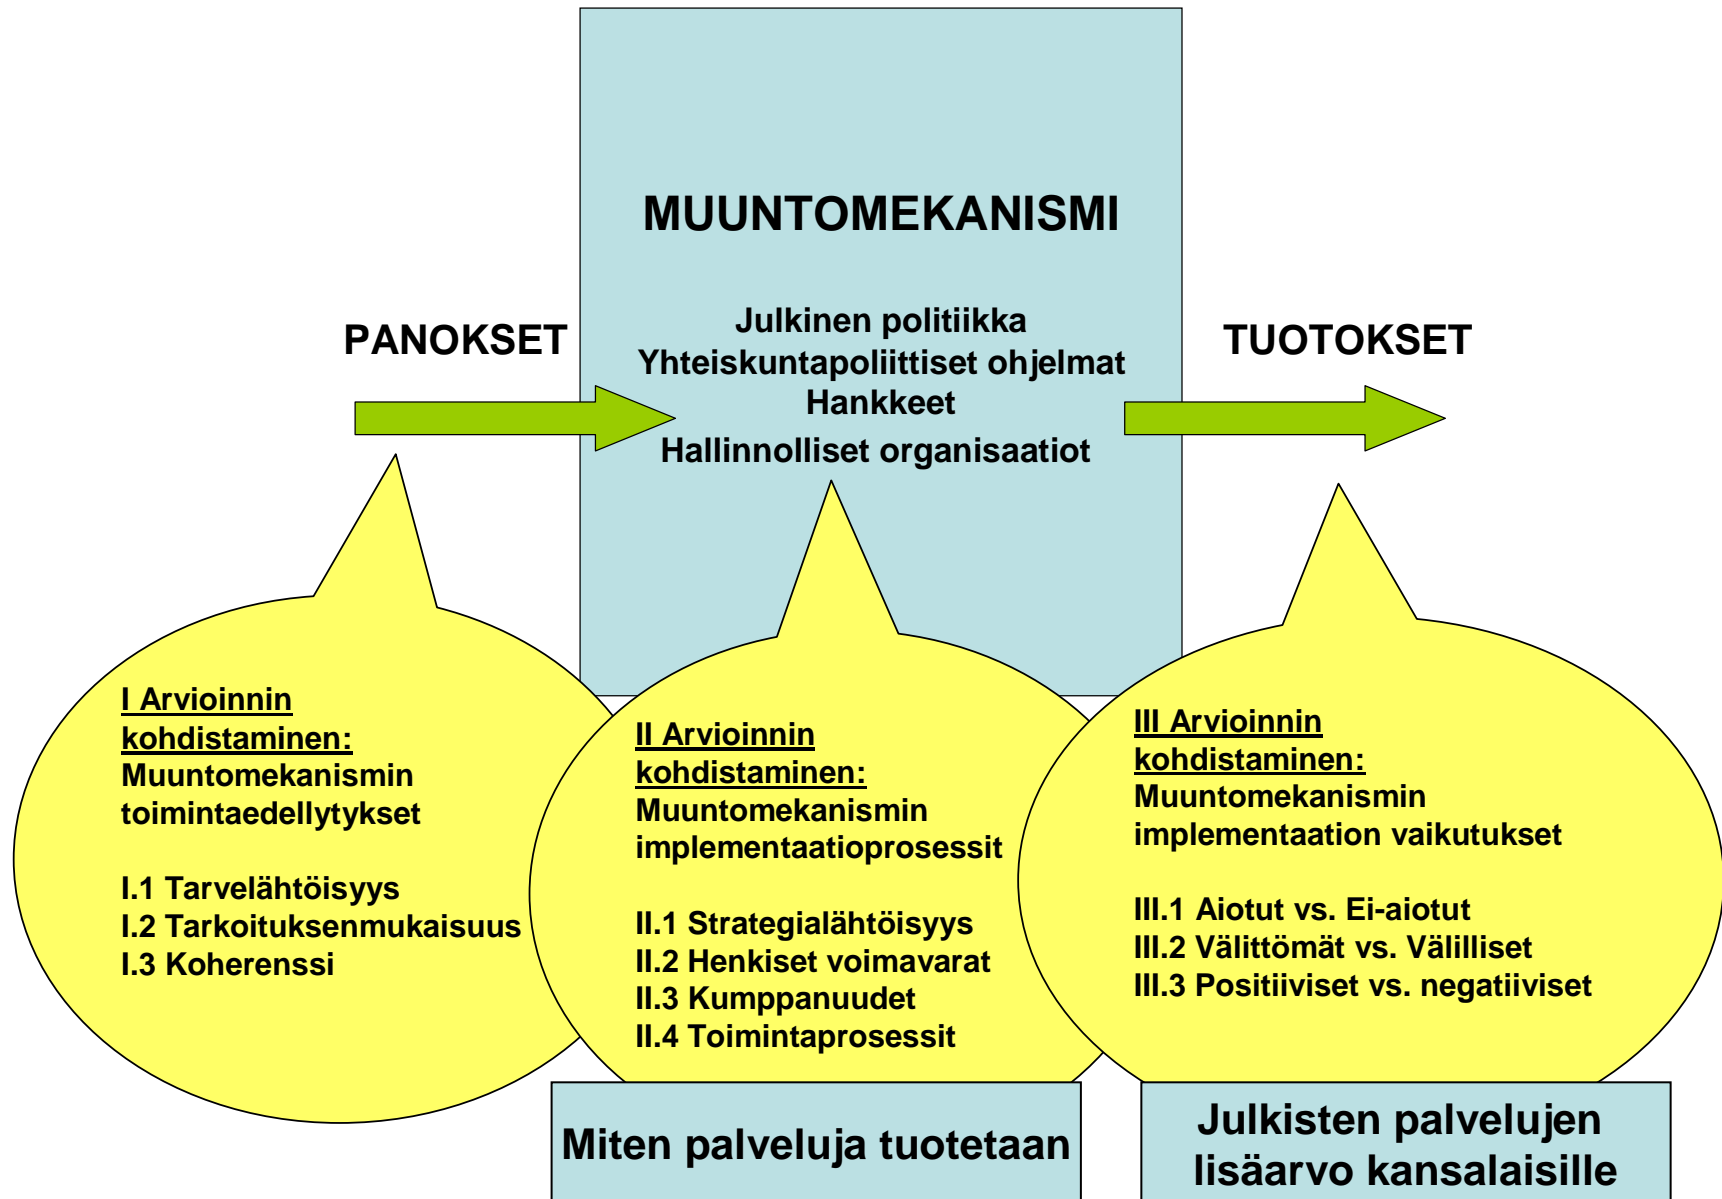 MUUNTOMEKANISMI
Julkinen politiikka
Yhteiskuntapoliittiset ohjelmat
Hankkeet
Hallinnolliset organisaatiot
PANOKSET
TUOTOKSET
I Arvioinnin
kohdistaminen:
Muuntomekanismin
toimintaedellytykset
I.1 Tarvelähtöisyys
I.2 Tarkoituksenmukaisuus
I.3 Koherenssi
II Arvioinnin
kohdistaminen:
Muuntomekanismin
implementaatioprosessit
II.1 Strategialähtöisyys
II.2 Henkiset voimavarat
II.3 Kumppanuudet
II.4 Toimintaprosessit
III Arvioinnin
kohdistaminen:
Muuntomekanismin
implementaation vaikutukset
III.1 Aiotut vs. Ei-aiotut
III.2 Välittömät vs. Välilliset
III.3 Positiiviset vs. negatiiviset
Miten palveluja tuotetaan
Julkisten palvelujen
lisäarvo kansalaisille